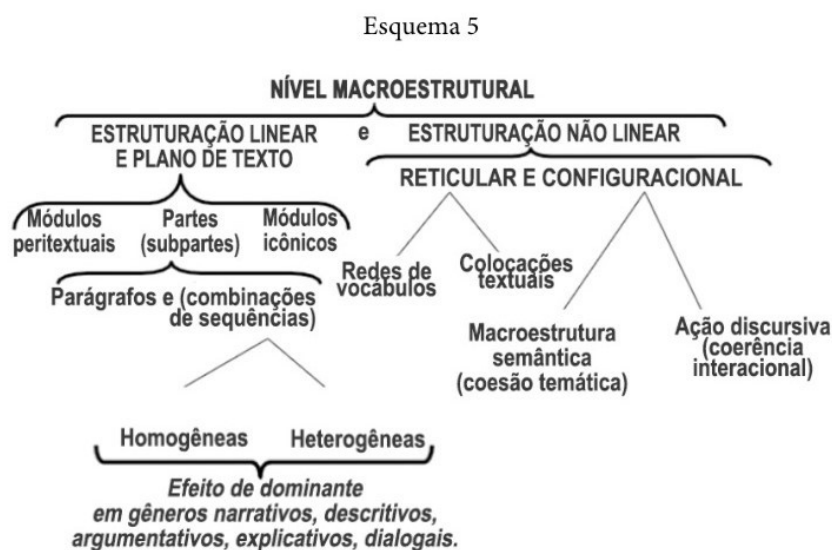 Esquema 5
NÍVEL MACROESTRUTURAL
ESTRUTURAÇÃO LINEAR e ESTRUTURAÇÃO NÃO LINEAR
E PLANO DE TEXTO
RETICULAR E CONFIGURACIONAL
Módulos
peritextuais
Partes
(subpartes)
Módulos
icônicos
Redes de
vocábulos
Colocações
textuais
Parágrafos e (combinações
de sequências)
Macroestrutura
semântica
(coesão temática)
Ação discursiva
(coerência
interacional)
Homogêneas Heterogêneas
Efeito de dominante
em gêneros narrativos, descritivos,
argumentativos, explicativos, dialogais.